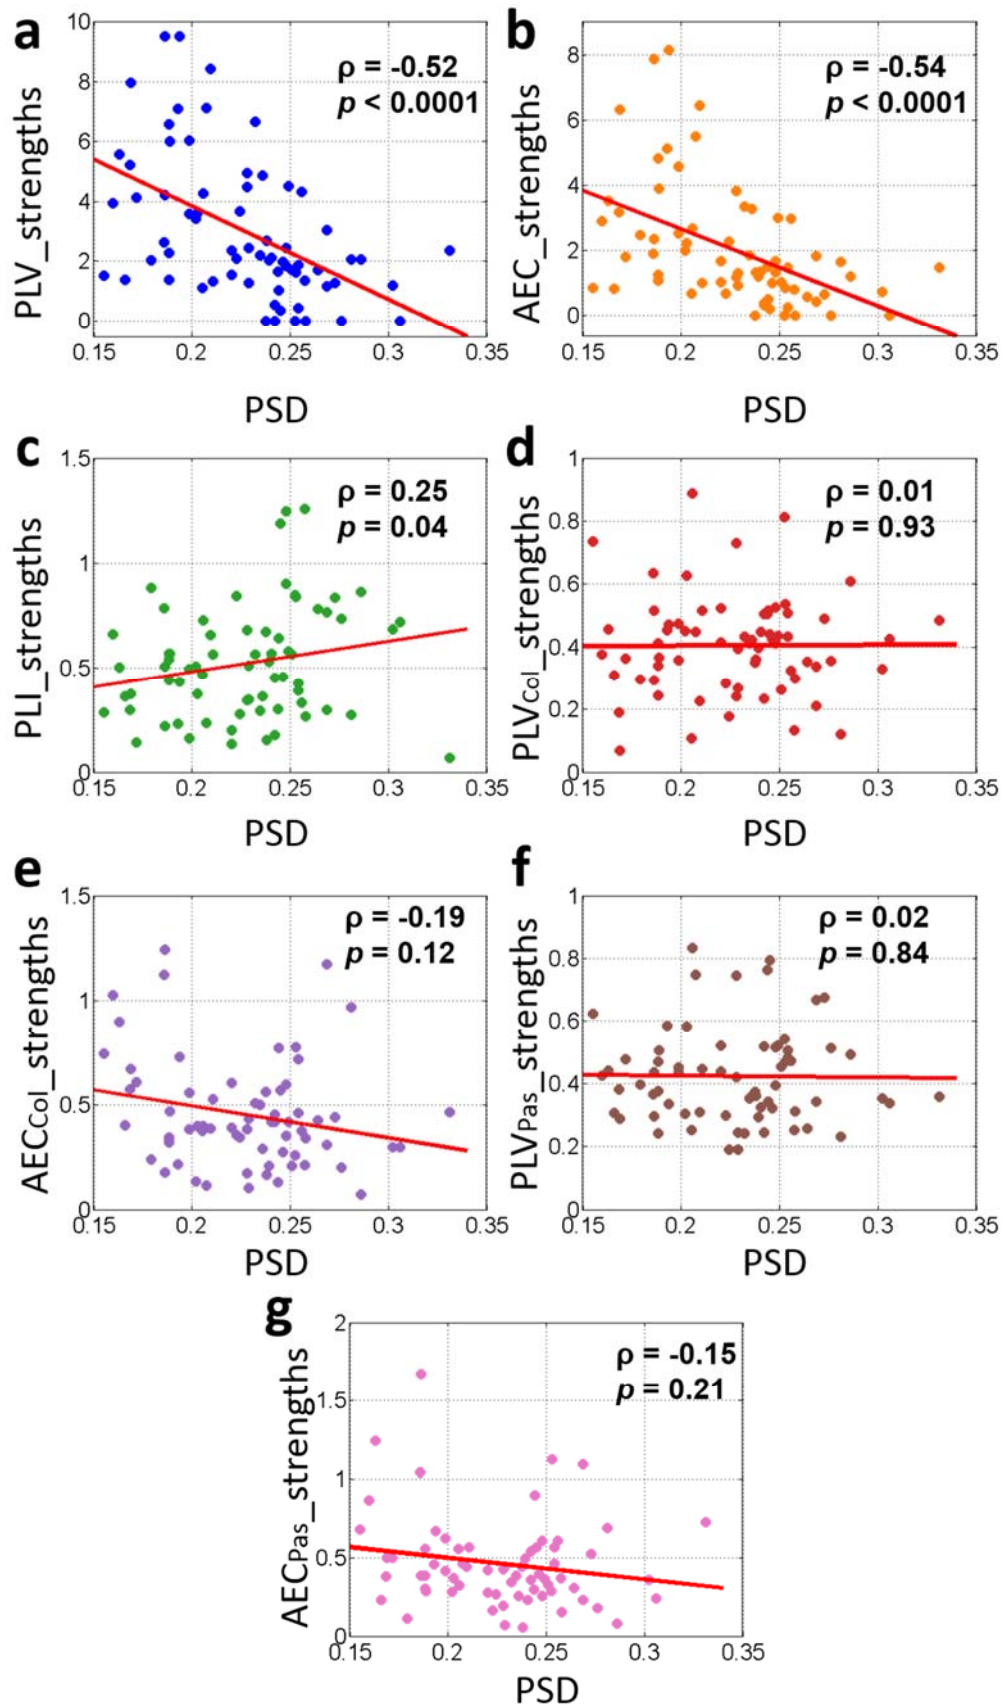 a
ρ = -0.52
p < 0.0001
PLV_strengths
10
8
6
4
2
0
0.15
0.2
0.25
0.3
0.35
PSD
b
ρ = -0.54
p < 0.0001
AEC_strengths
8
6
4
2
0
0.15
0.2
0.25
0.3
0.35
PSD
c
ρ = 0.25
p = 0.04
PLI_strengths
1.5
1
0.5
0
0.15
0.2
0.25
0.3
0.35
PSD
d
ρ = 0.01
p = 0.93
PLVCol_strengths
1
0.8
0.6
0.4
0.2
0
0.15
0.2
0.25
0.3
0.35
PSD
e
ρ = -0.19
p = 0.12
AECCol_strengths
1.5
1
0.5
0
0.15
0.2
0.25
0.3
0.35
PSD
f
ρ = 0.02
p = 0.84
PLVPas_strengths
1
0.8
0.6
0.4
0.2
0
0.15
0.2
0.25
0.3
0.35
PSD
g
ρ = -0.15
p = 0.21
AECPas_strengths
2
1.5
1
0.5
0
0.15
0.2
0.25
0.3
0.35
PSD